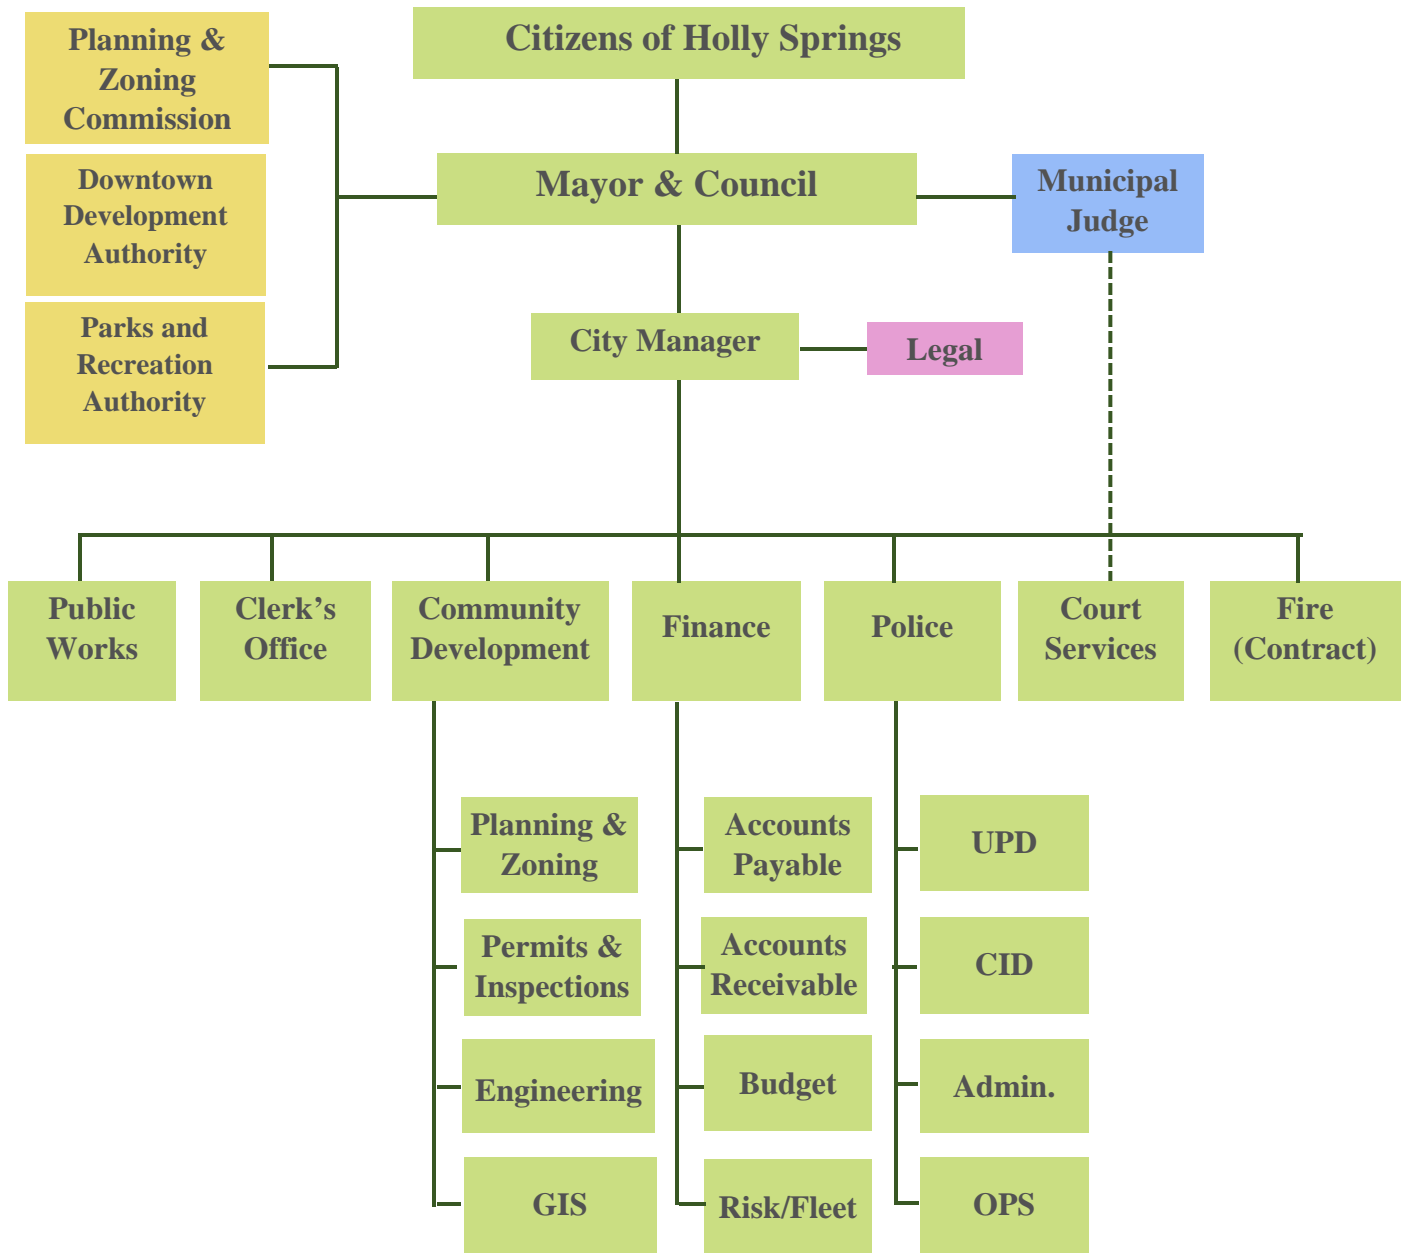 Planning &
Zoning
Commission
Citizens of Holly Springs
Downtown
Development
Authority
Mayor & Council
Municipal
Judge
Parks and
Recreation
Authority
City Manager
Legal
Public
Works
Clerk’s
Office
Community
Development
Finance
Police
Court
Services
Fire
(Contract)
Planning &
Zoning
Accounts
Payable
UPD
Permits &
Inspections
Accounts
Receivable
CID
Engineering
Budget
Admin.
GIS
Risk/Fleet
OPS